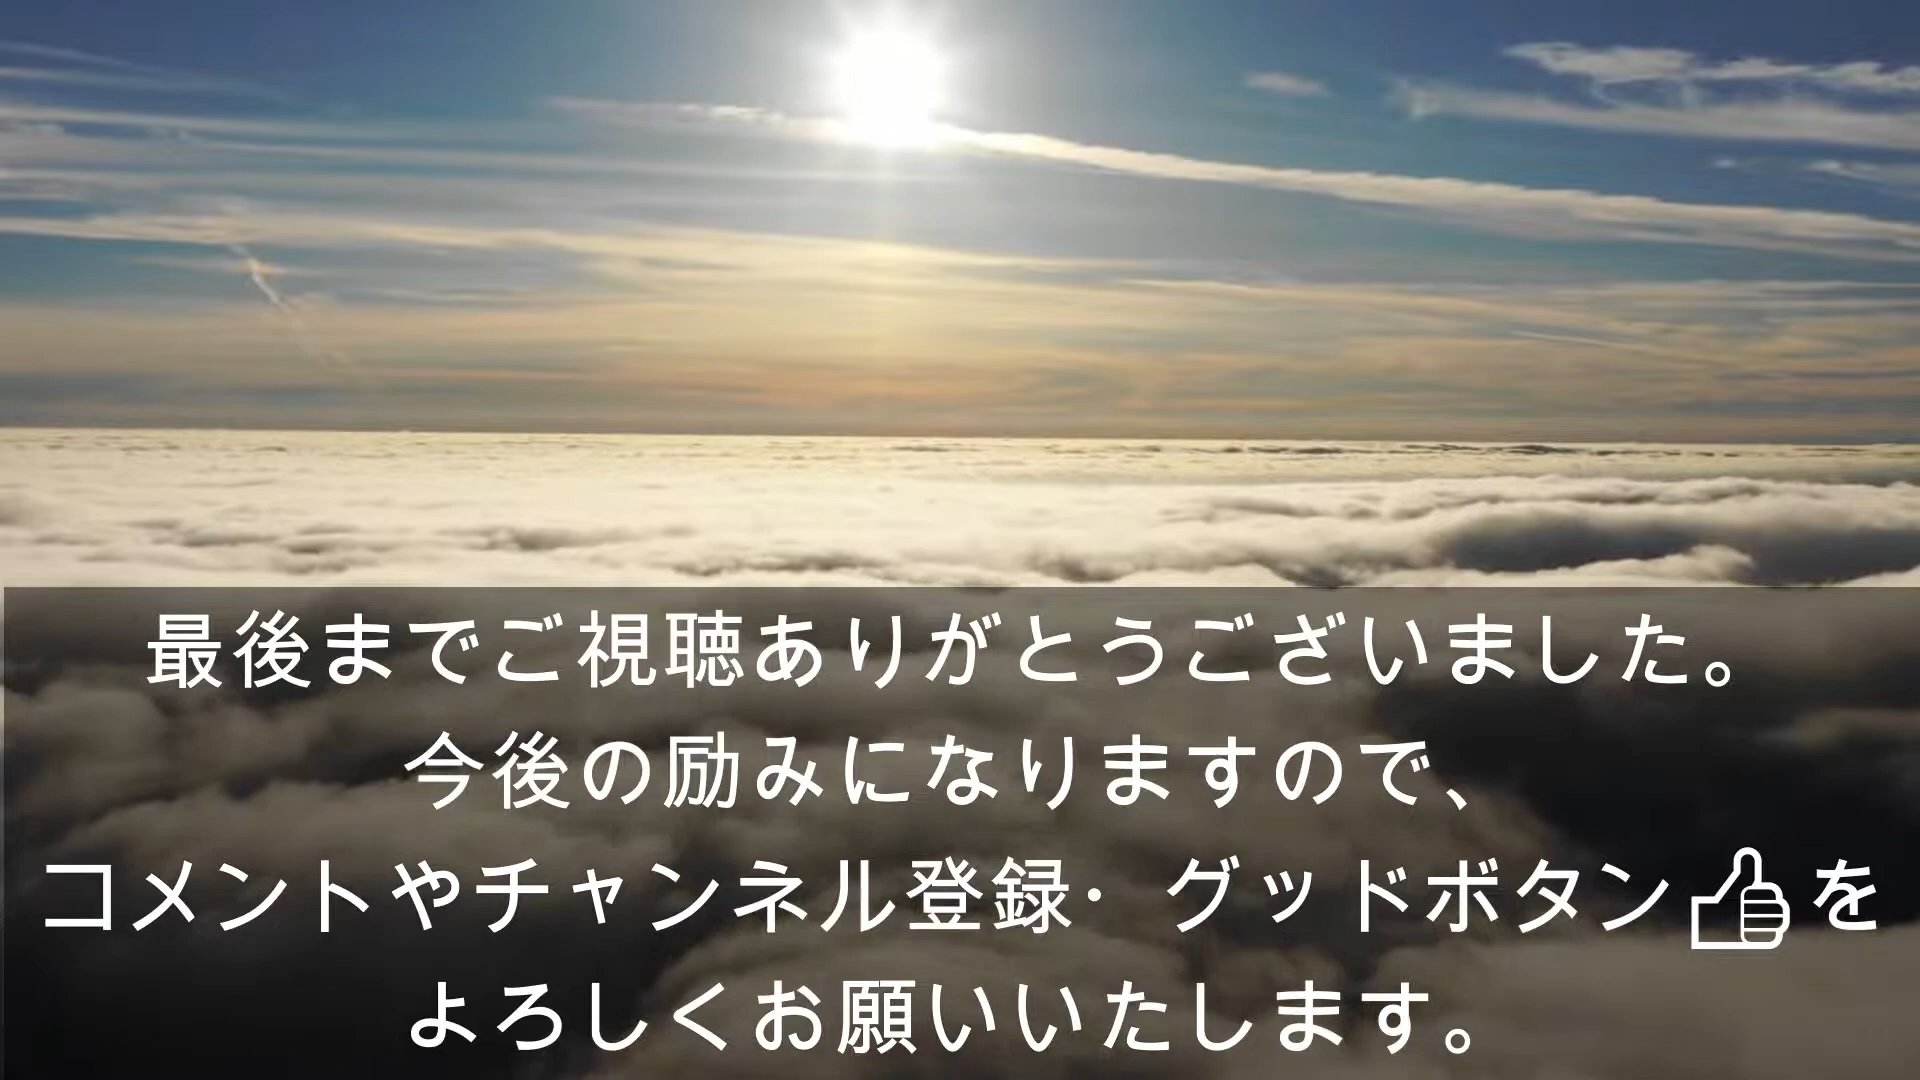 最後までご視聴ありがとうございました。
今後の励みになりますので、
コメントやチャンネル登録・グッドボタン👍を
よろしくお願いいたします。